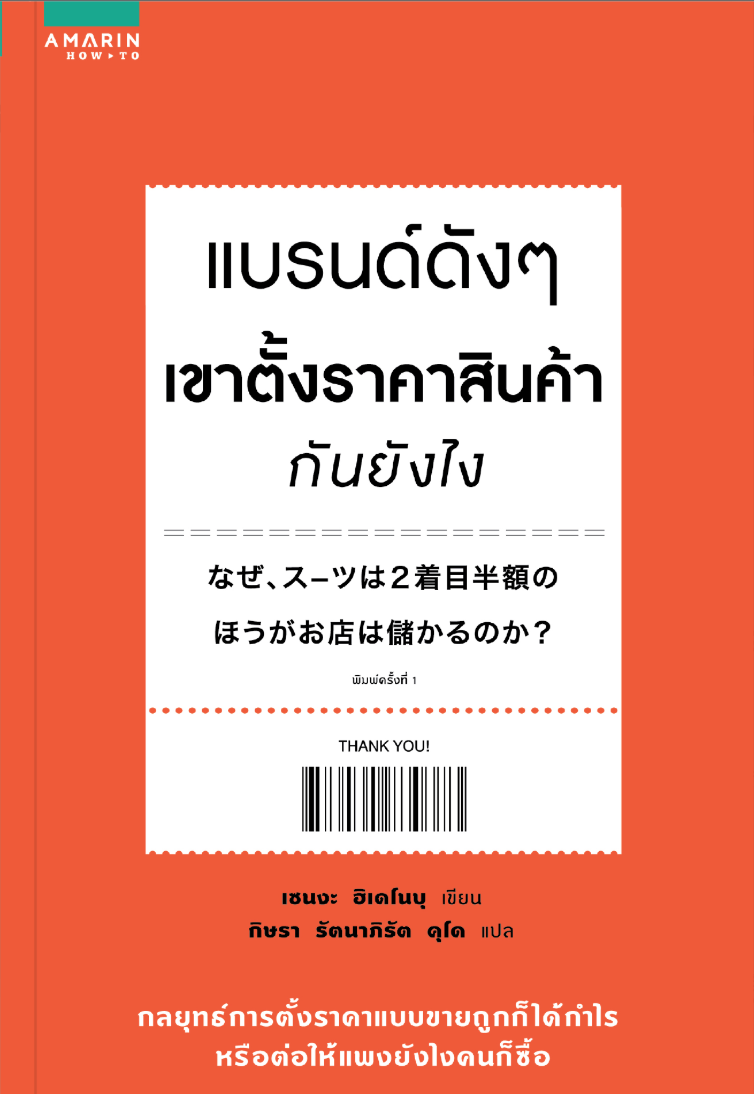 AMARIN
HOW TO
แบรนด์ดังๆ
เขาตั้งราคาสินค้า
กันยังไง
なぜ、スーツは2着目半額の
ほうがお店は儲かるのか？
พิมพ์ครั้งที่ 1
THANK YOU!
เซนงะ ฮิเดโนบุ เขียน
กิษรา รัตนาภิรัต คุโด แปล
กลยุทธ์การตั้งราคาแบบขายถูกก็ได้กำไร
หรือต่อให้แพงยังไงคนก็ซื้อ